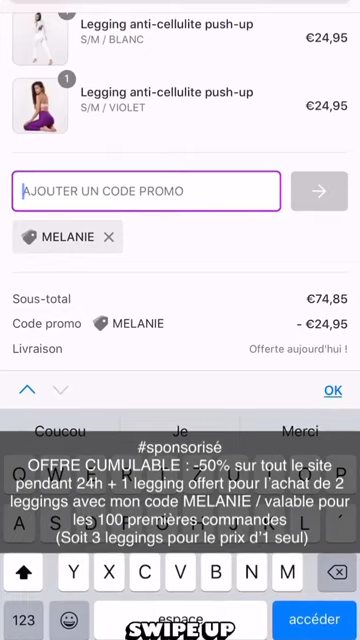 Legging anti-cellulite push-up
S/M / BLANC
€24,95
1
Legging anti-cellulite push-up
S/M / VIOLET
€24,95
AJOUTER UN CODE PROMO
MELANIE
Sous-total €74,85
Code promo MELANIE - €24,95
Livraison Offerte aujourd'hui !
OK
Coucou Je Merci
#sponsorisé
OFFRE CUMULABLE : -50% sur tout le site
pendant 24h + 1 legging offert pour l'achat de 2
leggings avec mon code MELANIE / valable pour
les 100 premières commandes
(Soit 3 leggings pour le prix d'1 seul)
Y X C V B N M
123 espace accéder
SWIPE UP